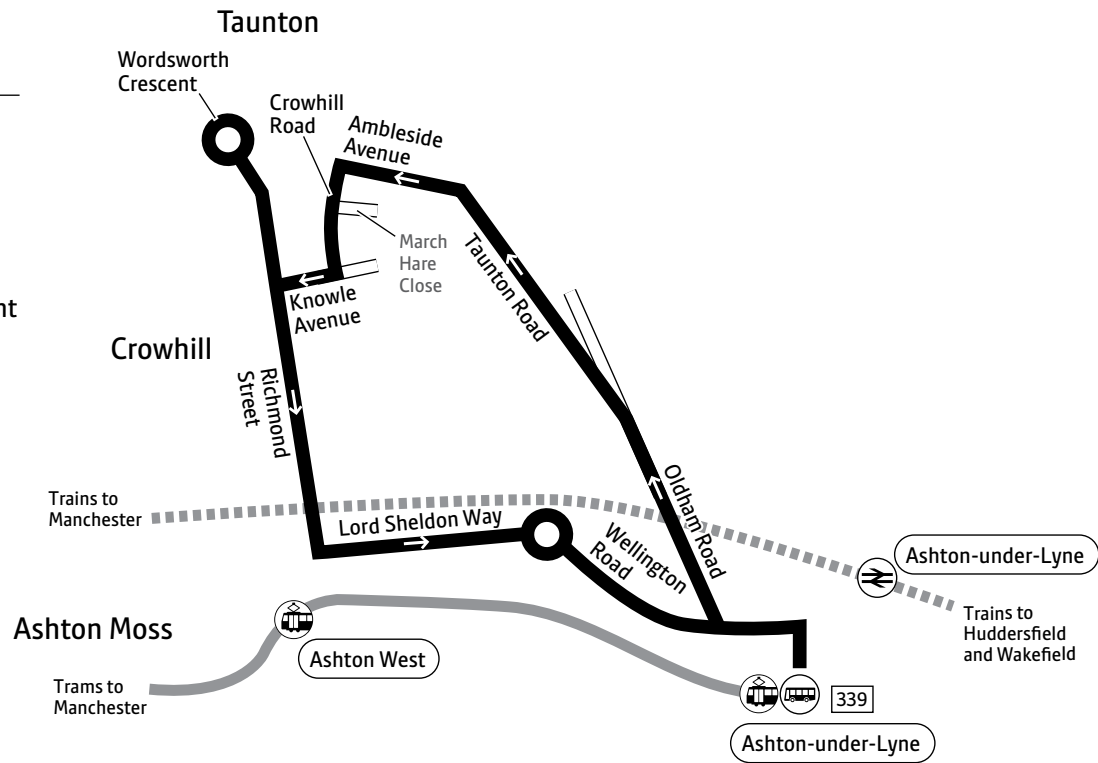 Taunton
Wordsworth
Crescent
Crowhill
Road
Ambleside
Avenue
March
Hare
Close
Taunton Road
Knowle
Avenue
nt
Crowhill
Richmond
Street
Oldham Road
Trains to
Manchester
Lord Sheldon Way
Wellington
Road
Ashton-under-Lyne
Trains to
Huddersfield
and Wakefield
Ashton Moss
Ashton West
Trams to
Manchester
339
Ashton-under-Lyne